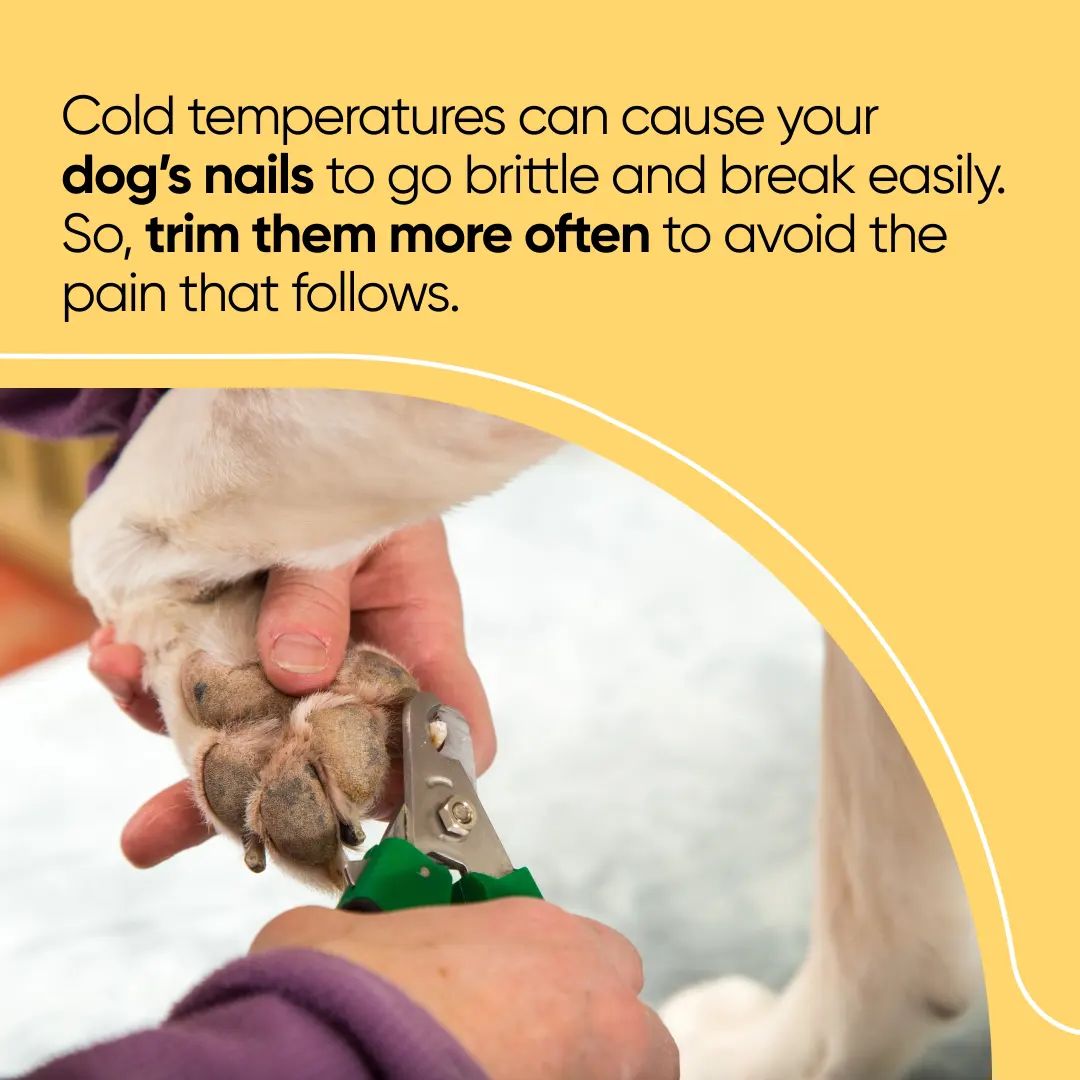 Cold temperatures can cause your
dog’s nails to go brittle and break easily.
So, trim them more often to avoid the
pain that follows.